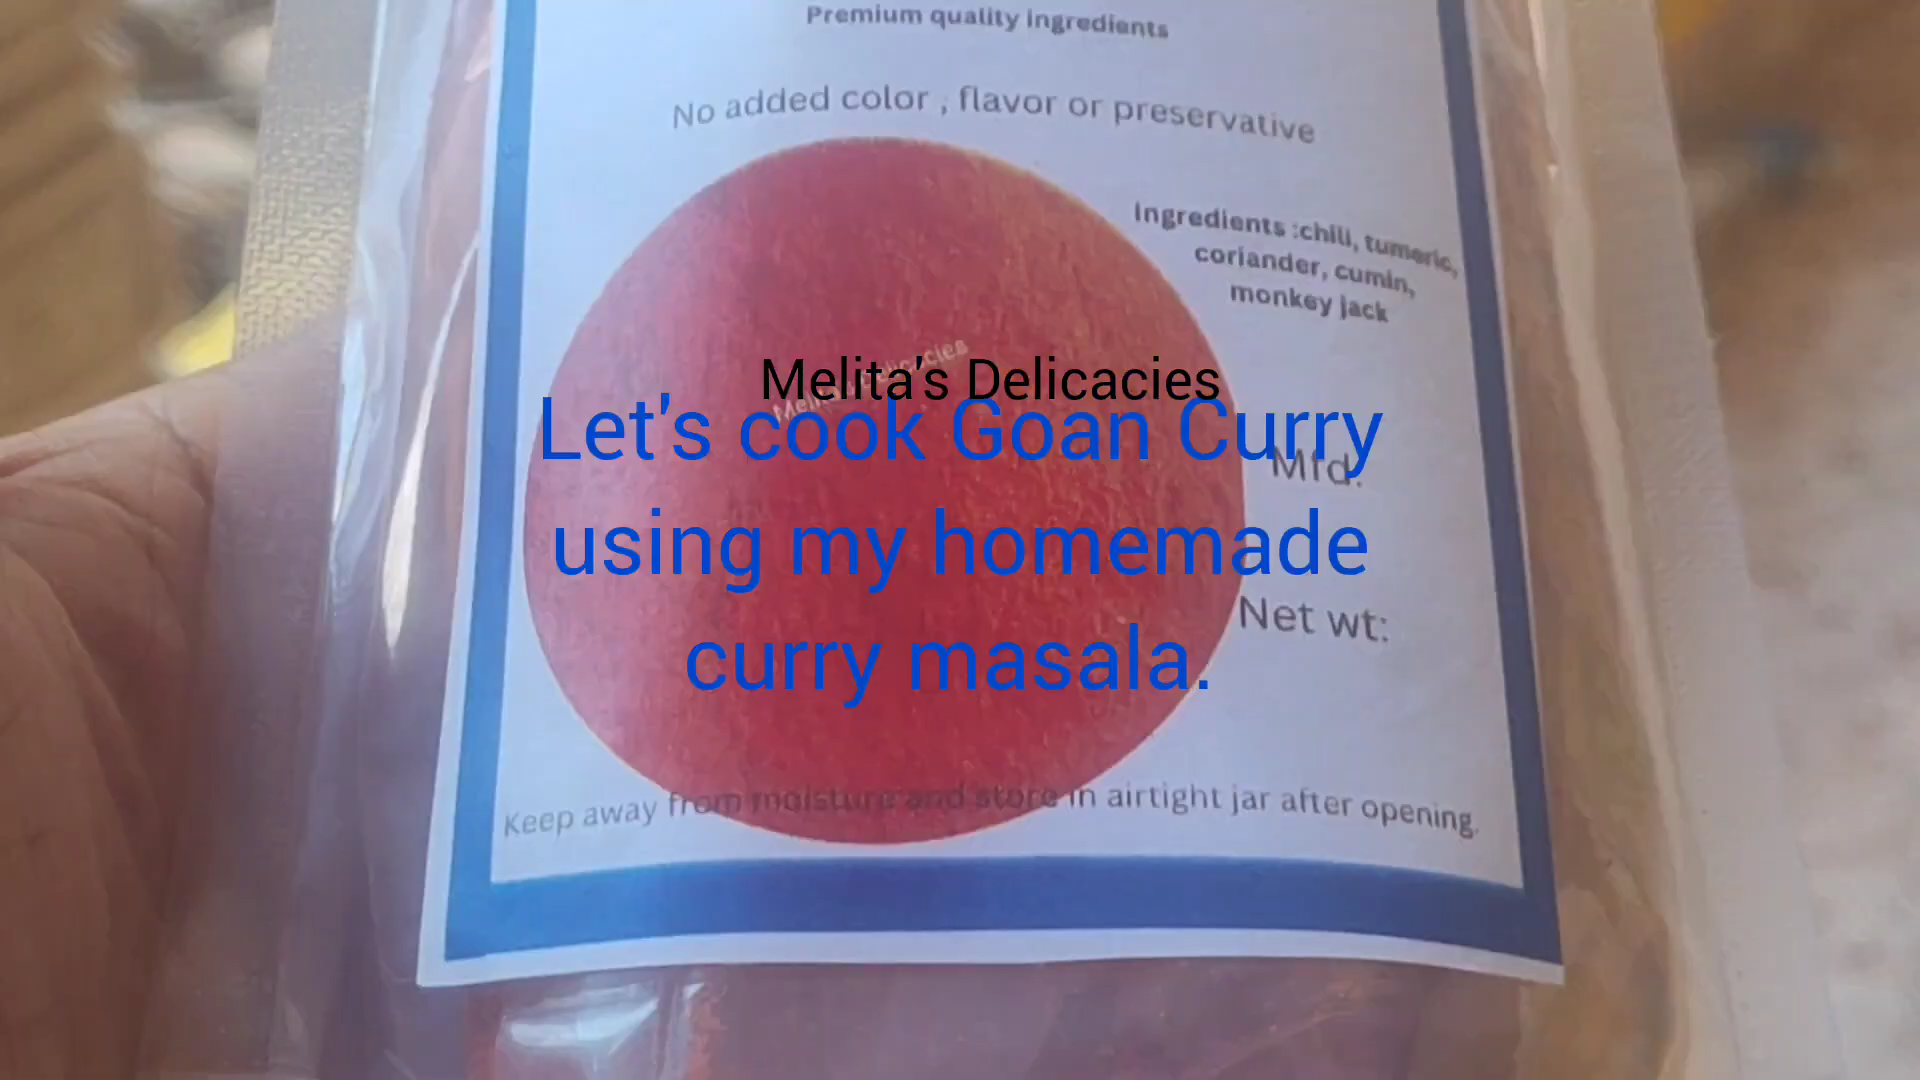 Premium quality ingredients
No added color , flavor or preservative
Ingredients :chili, tumeric,
coriander, cumin,
monkey jack
Melita's Delicacies
Melita's Delicacies
Let's cook Goan Curry
using my homemade
curry masala.
Mfd:
Net wt:
Keep away from moisture and store in airtight jar after opening.